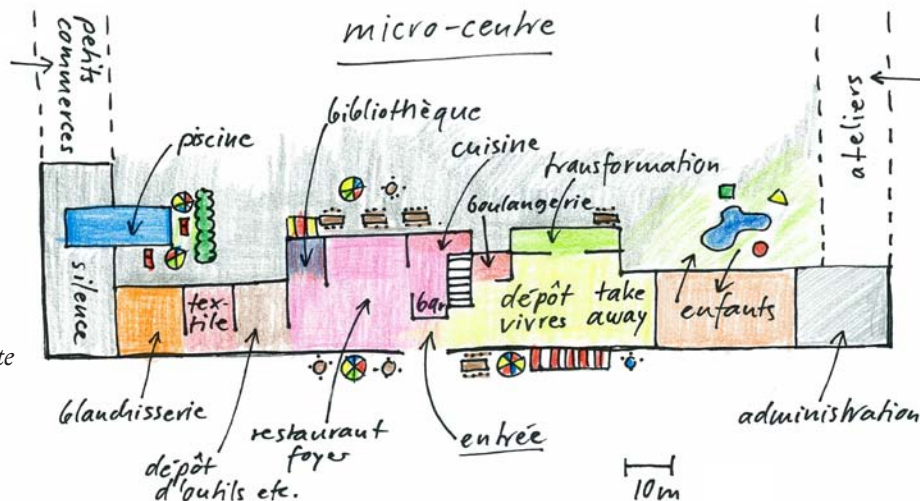 micro-centre
petits
commerces
ateliers
bibliothèque
piscine
cuisine
transformation
boulangerie
silence
tex-
tile
bar
dépôt
vivres
take
away
enfants
te
blanchisserie
dépôt
d'outils etc.
restaurant
foyer
entrée
administration
10m